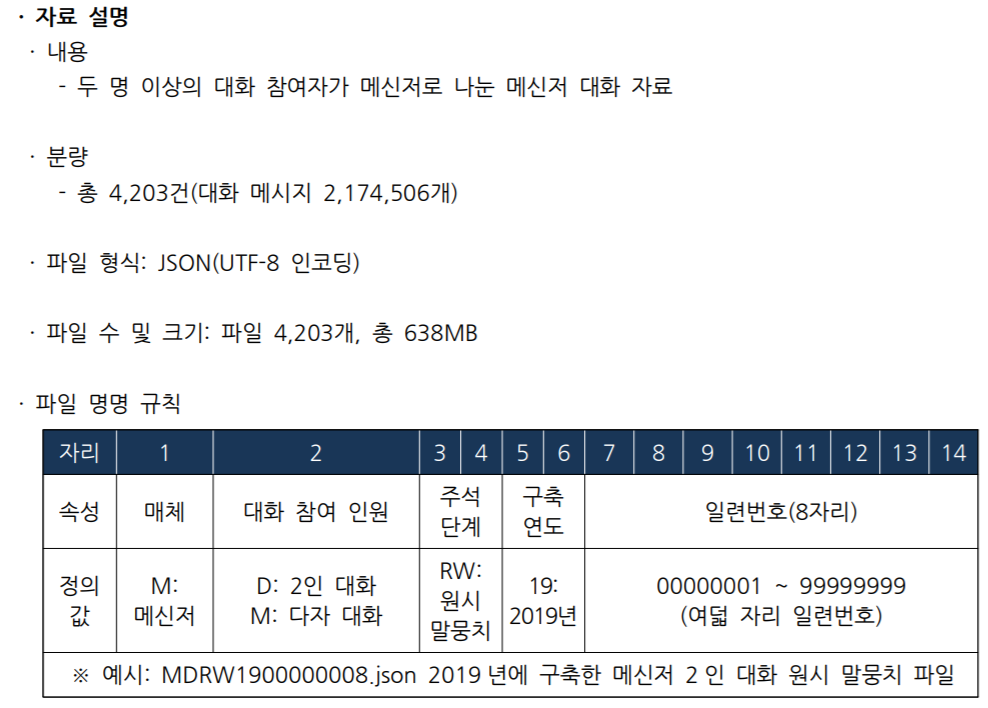 · 자료 설명
· 내용
- 두 명 이상의 대화 참여자가 메신저로 나눈 메신저 대화 자료
· 분량
- 총 4,203건(대화 메시지 2,174,506개)
· 파일 형식: JSON(UTF-8 인코딩)
· 파일 수 및 크기: 파일 4,203개, 총 638MB
· 파일 명명 규칙
자리 1 2 3 4 5 6 7 8 9 10 11 12 13 14
속성 매체 대화 참여 인원 주석 단계 구축 연도 일련번호(8자리)
정의 값 M: 메신저 D: 2인 대화 M: 다자 대화 RW: 원시 말뭉치 19: 2019년 00000001 ~ 99999999 (여덟 자리 일련번호)
※ 예시: MDRW1900000008.json 2019년에 구축한 메신저 2인 대화 원시 말뭉치 파일